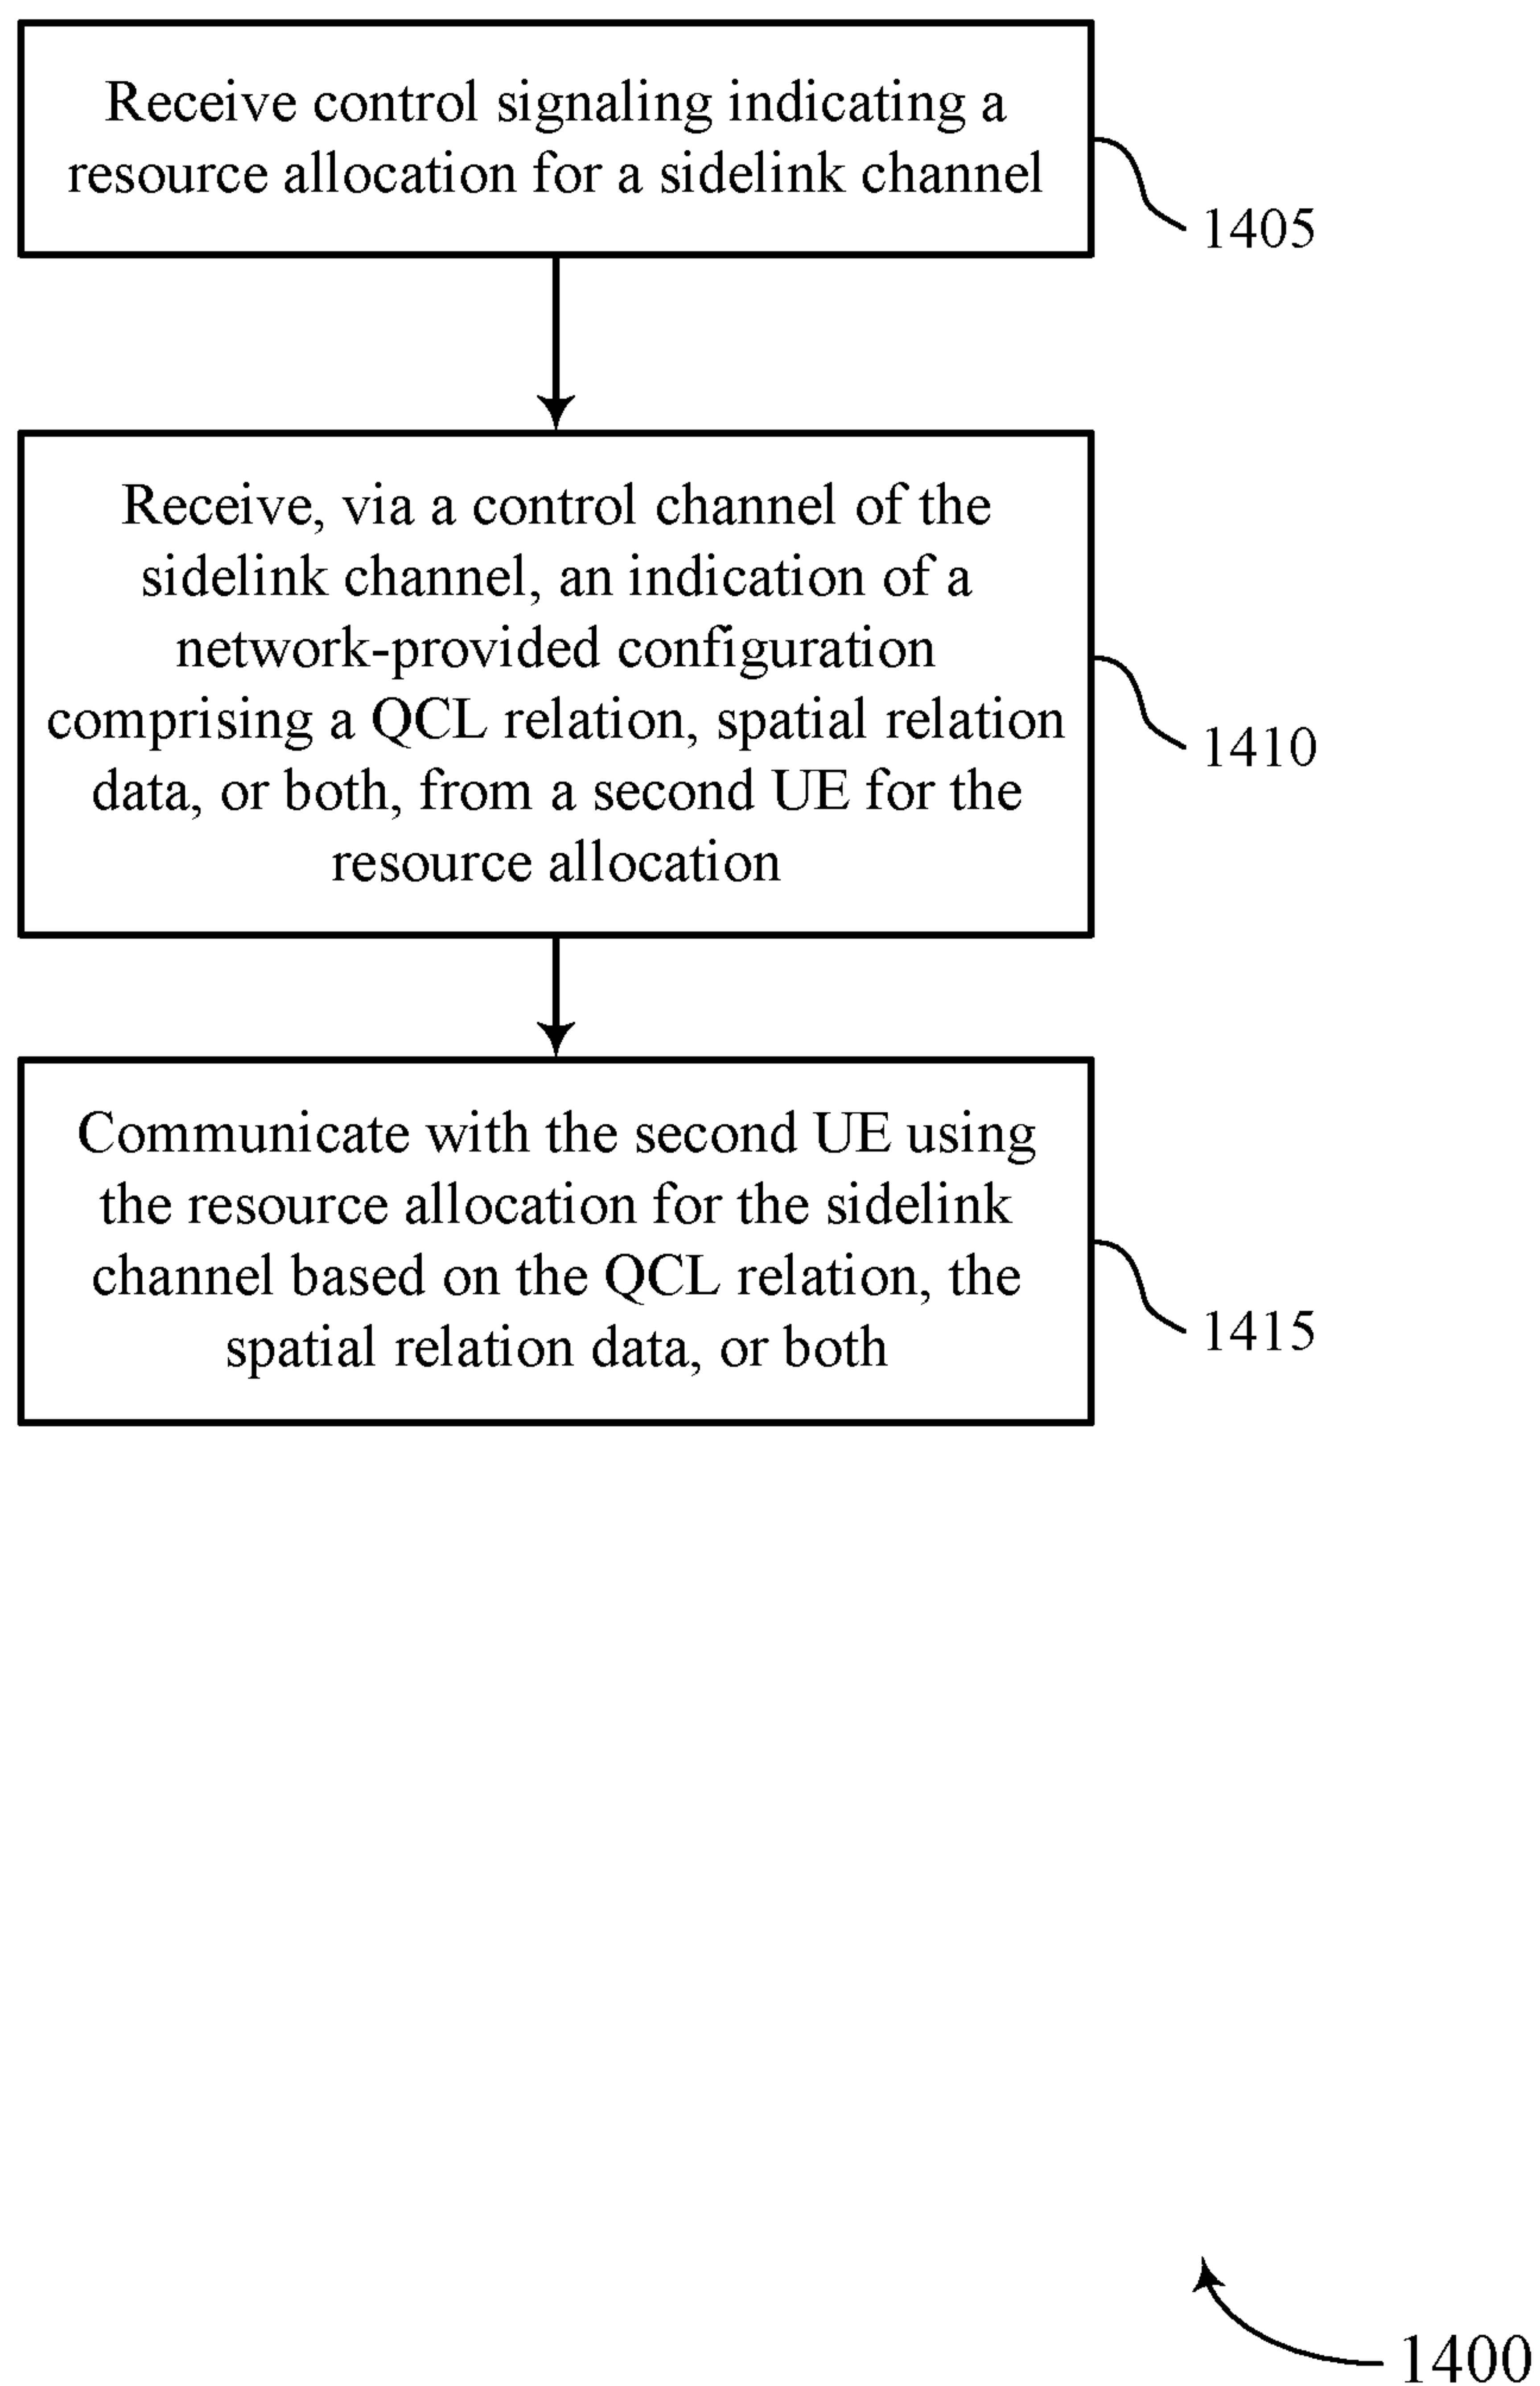 Receive control signaling indicating a
resource allocation for a sidelink channel
1405
Receive, via a control channel of the
sidelink channel, an indication of a
network-provided configuration
comprising a QCL relation, spatial relation
data, or both, from a second UE for the
resource allocation
1410
Communicate with the second UE using
the resource allocation for the sidelink
channel based on the QCL relation, the
spatial relation data, or both
1415
1400